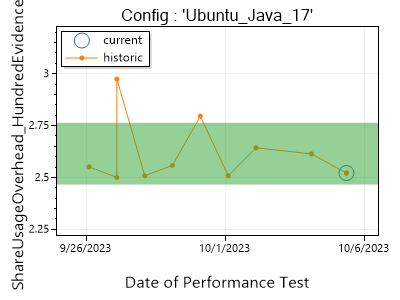 Config : 'Ubuntu_Java_17'
current
historic
ShareUsageOverhead_HundredEvidence
3
2.75
2.5
2.25
9/26/2023
10/1/2023
10/6/2023
Date of Performance Test